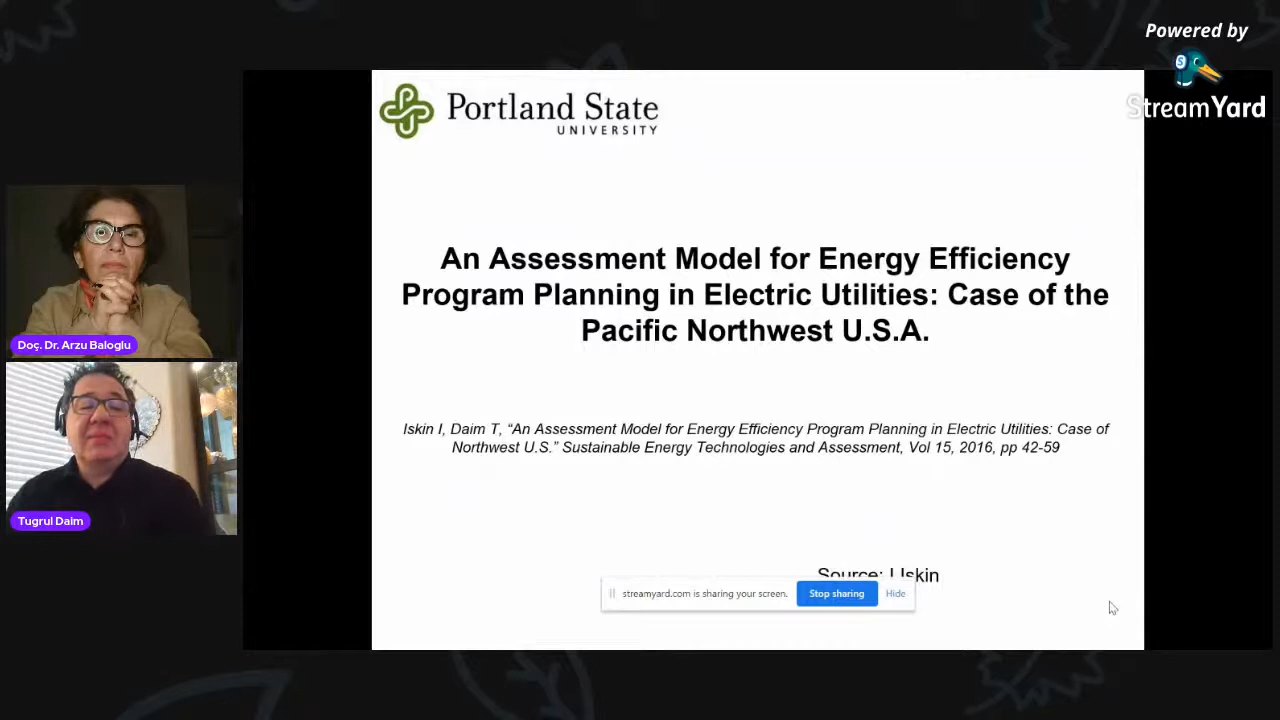 Powered by
StreamYard
Portland State
UNIVERSITY
An Assessment Model for Energy Efficiency
Program Planning in Electric Utilities: Case of the
Pacific Northwest U.S.A.
Iskin I, Daim T, “An Assessment Model for Energy Efficiency Program Planning in Electric Utilities: Case of
Northwest U.S.” Sustainable Energy Technologies and Assessment, Vol 15, 2016, pp 42-59
Source: I Iskin
streamyard.com is sharing your screen.
Stop sharing
Hide
Doç. Dr. Arzu Baloglu
Tugrul Daim